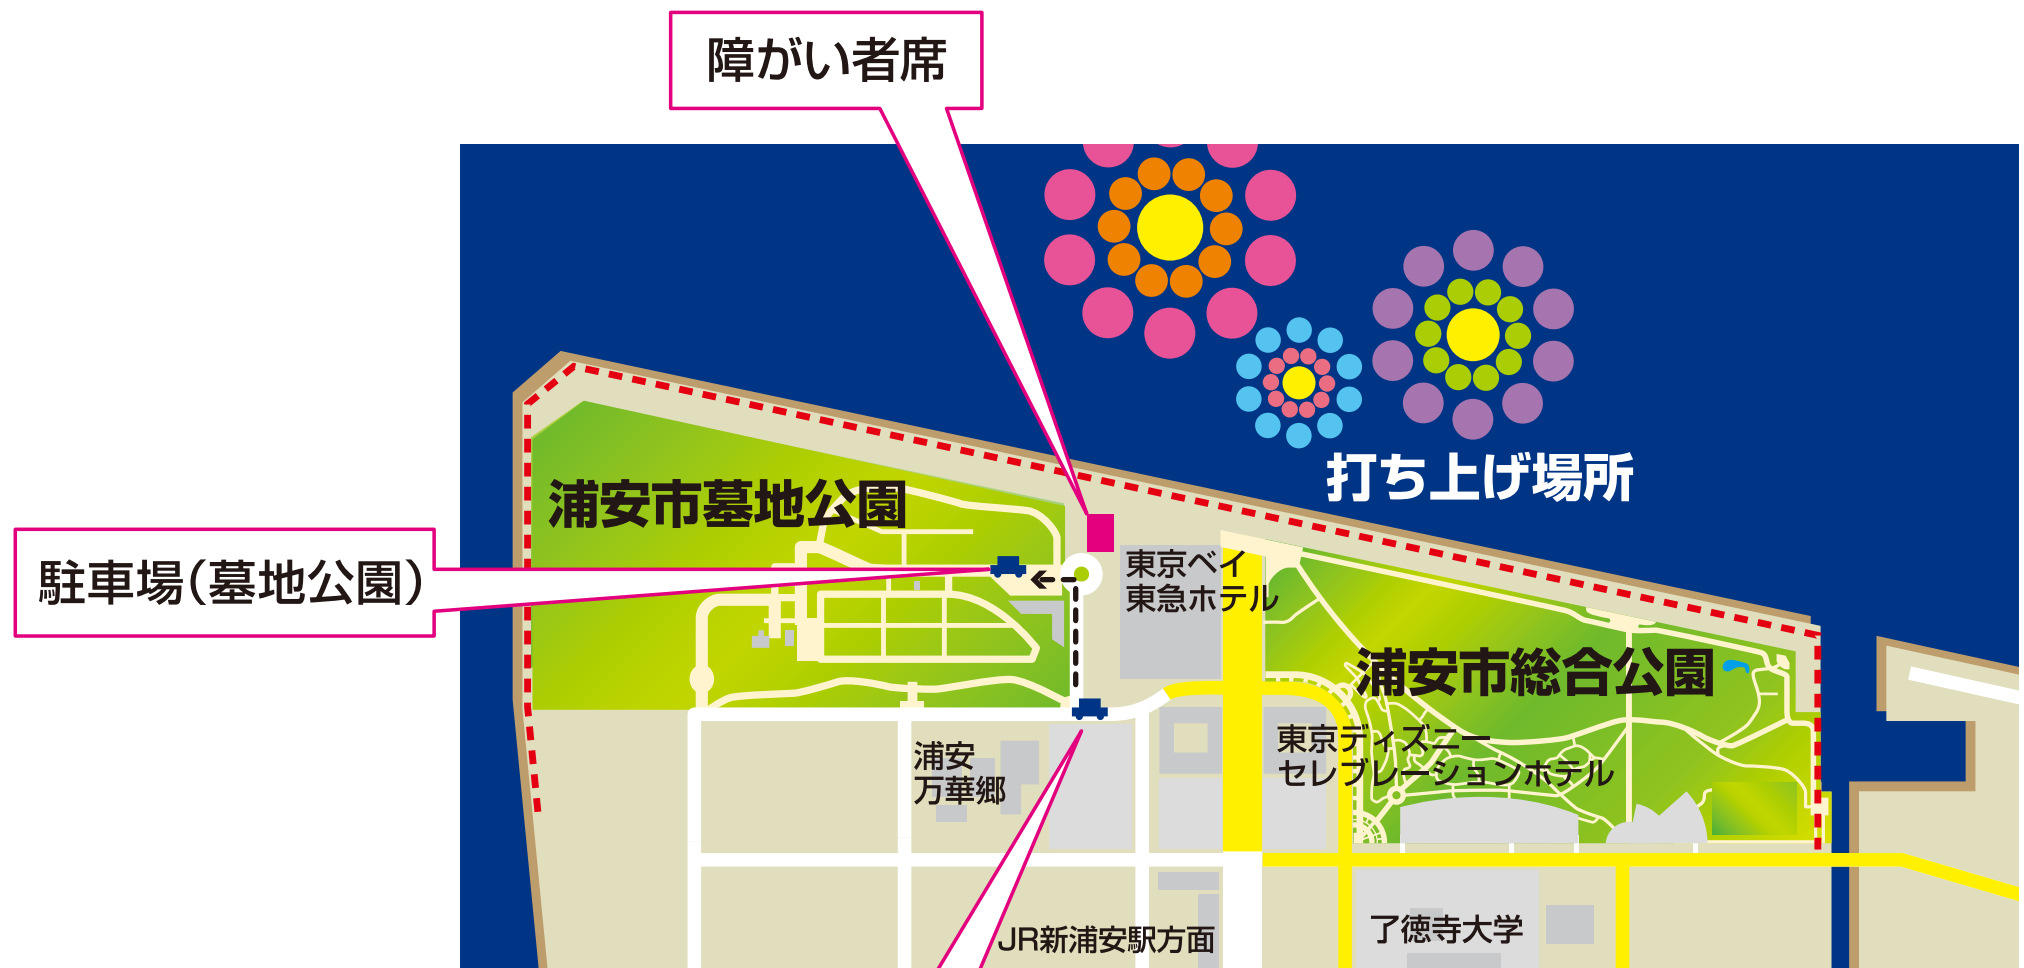 障がい者席
打ち上げ場所
浦安市墓地公園
駐車場（墓地公園）
東京ベイ
東急ホテル
浦安市総合公園
東京ディズニー
セレブレーションホテル
浦安
万華郷
JR新浦安駅方面
了徳寺大学